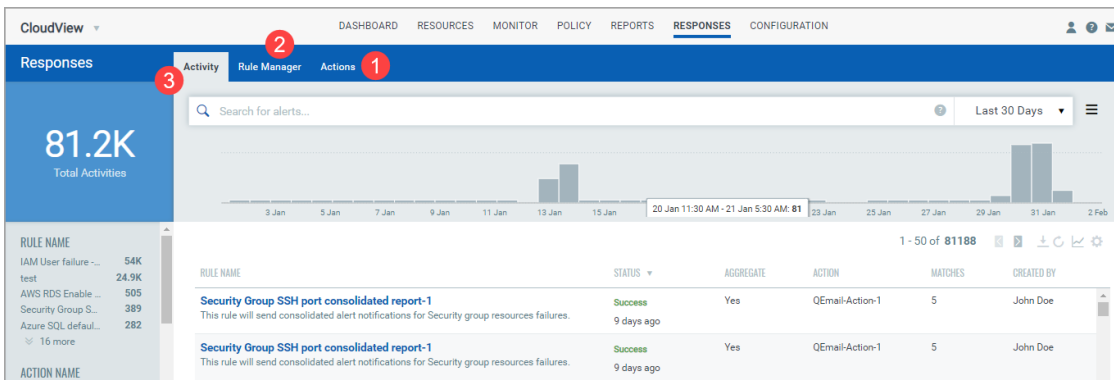 CloudView
DASHBOARD RESOURCES MONITOR POLICY REPORTS RESPONSES CONFIGURATION
2
Responses
Activity Rule Manager Actions 1
3
Search for alerts...
Last 30 Days
81.2K
Total Activities
3 Jan 5 Jan 7 Jan 9 Jan 11 Jan 13 Jan 15 Jan 20 Jan 11:30 AM - 21 Jan 5:30 AM: 81 23 Jan 25 Jan 27 Jan 29 Jan 31 Jan 2 Feb
1 - 50 of 81188
RULE NAME
IAM User failure -... 54K
test 24.9K
AWS RDS Enable ... 505
Security Group S... 389
Azure SQL defaul... 282
16 more
ACTION NAME
RULE NAME STATUS AGGREGATE ACTION MATCHES CREATED BY
Security Group SSH port consolidated report-1 Success Yes QEmail-Action-1 5 John Doe
This rule will send consolidated alert notifications for Security group resources failures. 9 days ago
Security Group SSH port consolidated report-1 Success Yes QEmail-Action-1 5 John Doe
This rule will send consolidated alert notifications for Security group resources failures. 9 days ago